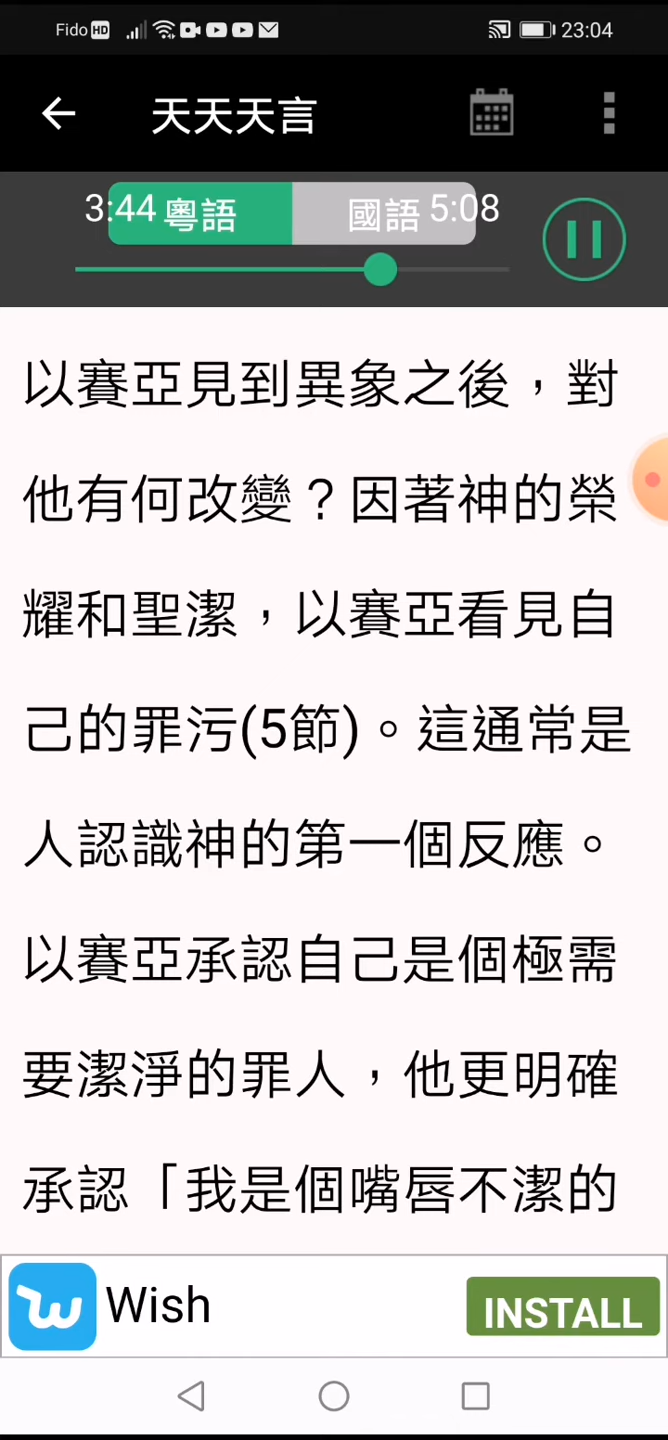 Fido HD 23:04
天天天言
3:44 粵語 國語 5:08
以賽亞見到異象之後，對
他有何改變？因著神的榮
耀和聖潔，以賽亞看見自
己的罪污(5節)。這通常是
人認識神的第一個反應。
以賽亞承認自己是個極需
要潔淨的罪人，他更明確
承認「我是個嘴唇不潔的
Wish INSTALL